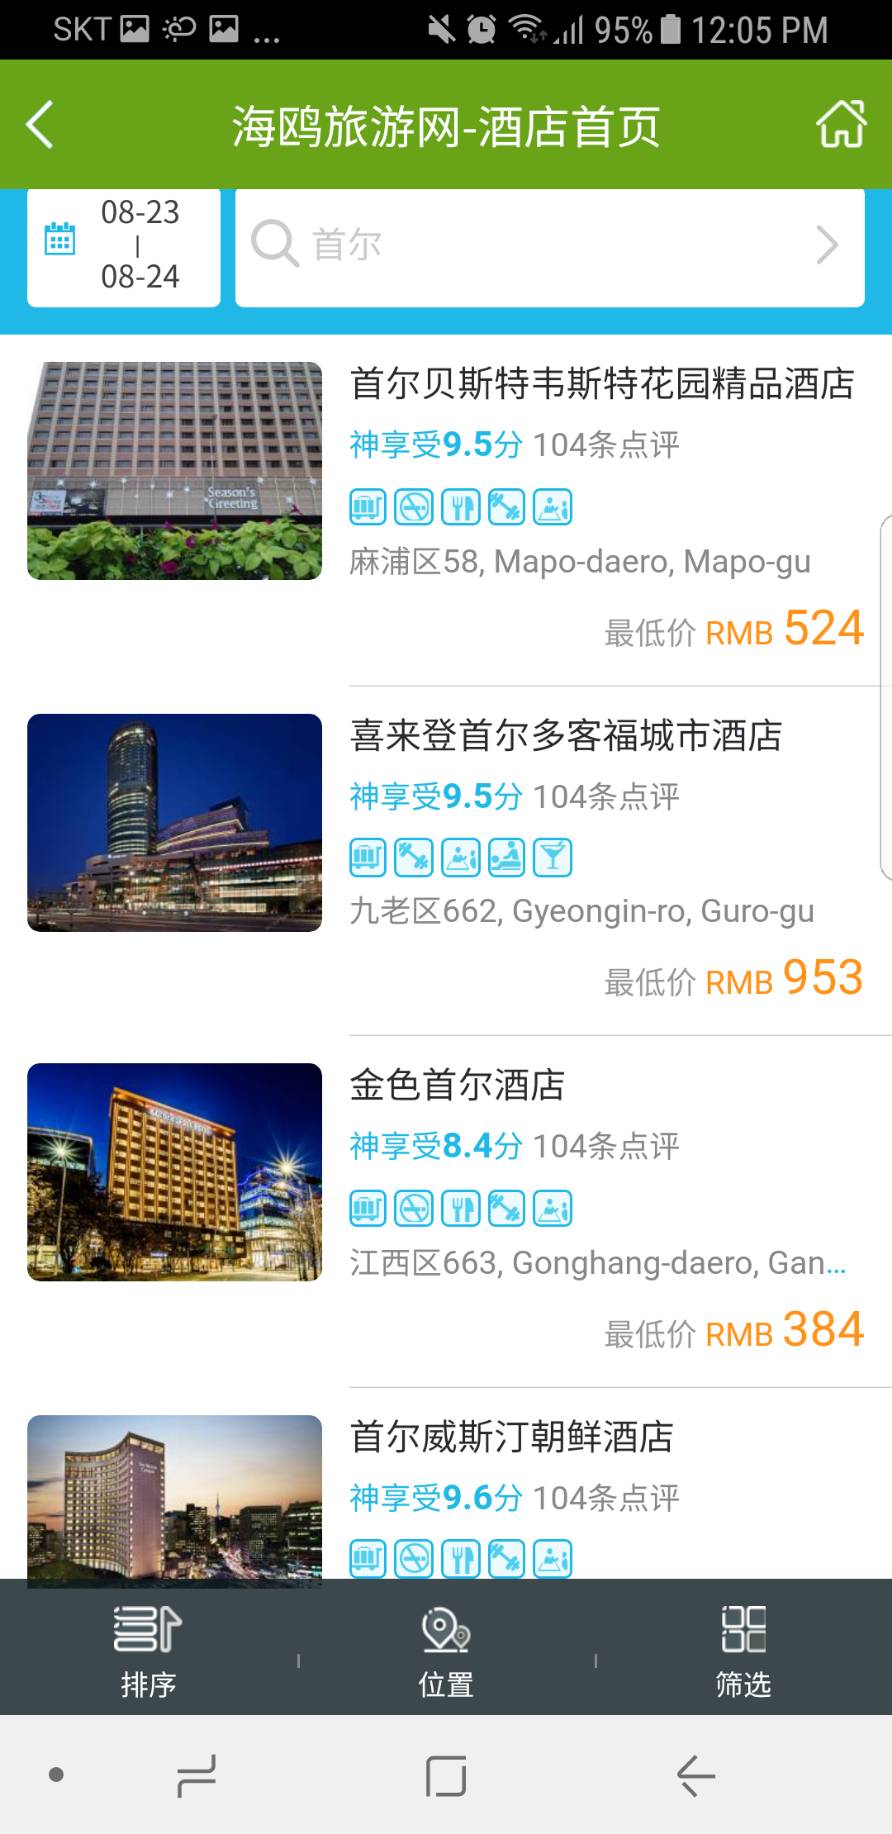 SKT ... 95% 12:05 PM
海鸥旅游网-酒店首页
08-23
08-24
首尔
首尔贝斯特韦斯特花园精品酒店
神享受9.5分 104条点评
Season's
Greeting
麻浦区58, Mapo-daero, Mapo-gu
最低价 RMB 524
喜来登首尔多客福城市酒店
神享受9.5分 104条点评
九老区662, Gyeongin-ro, Guro-gu
最低价 RMB 953
金色首尔酒店
神享受8.4分 104条点评
江西区663, Gonghang-daero, Gan...
最低价 RMB 384
首尔威斯汀朝鲜酒店
神享受9.6分 104条点评
排序
位置
筛选